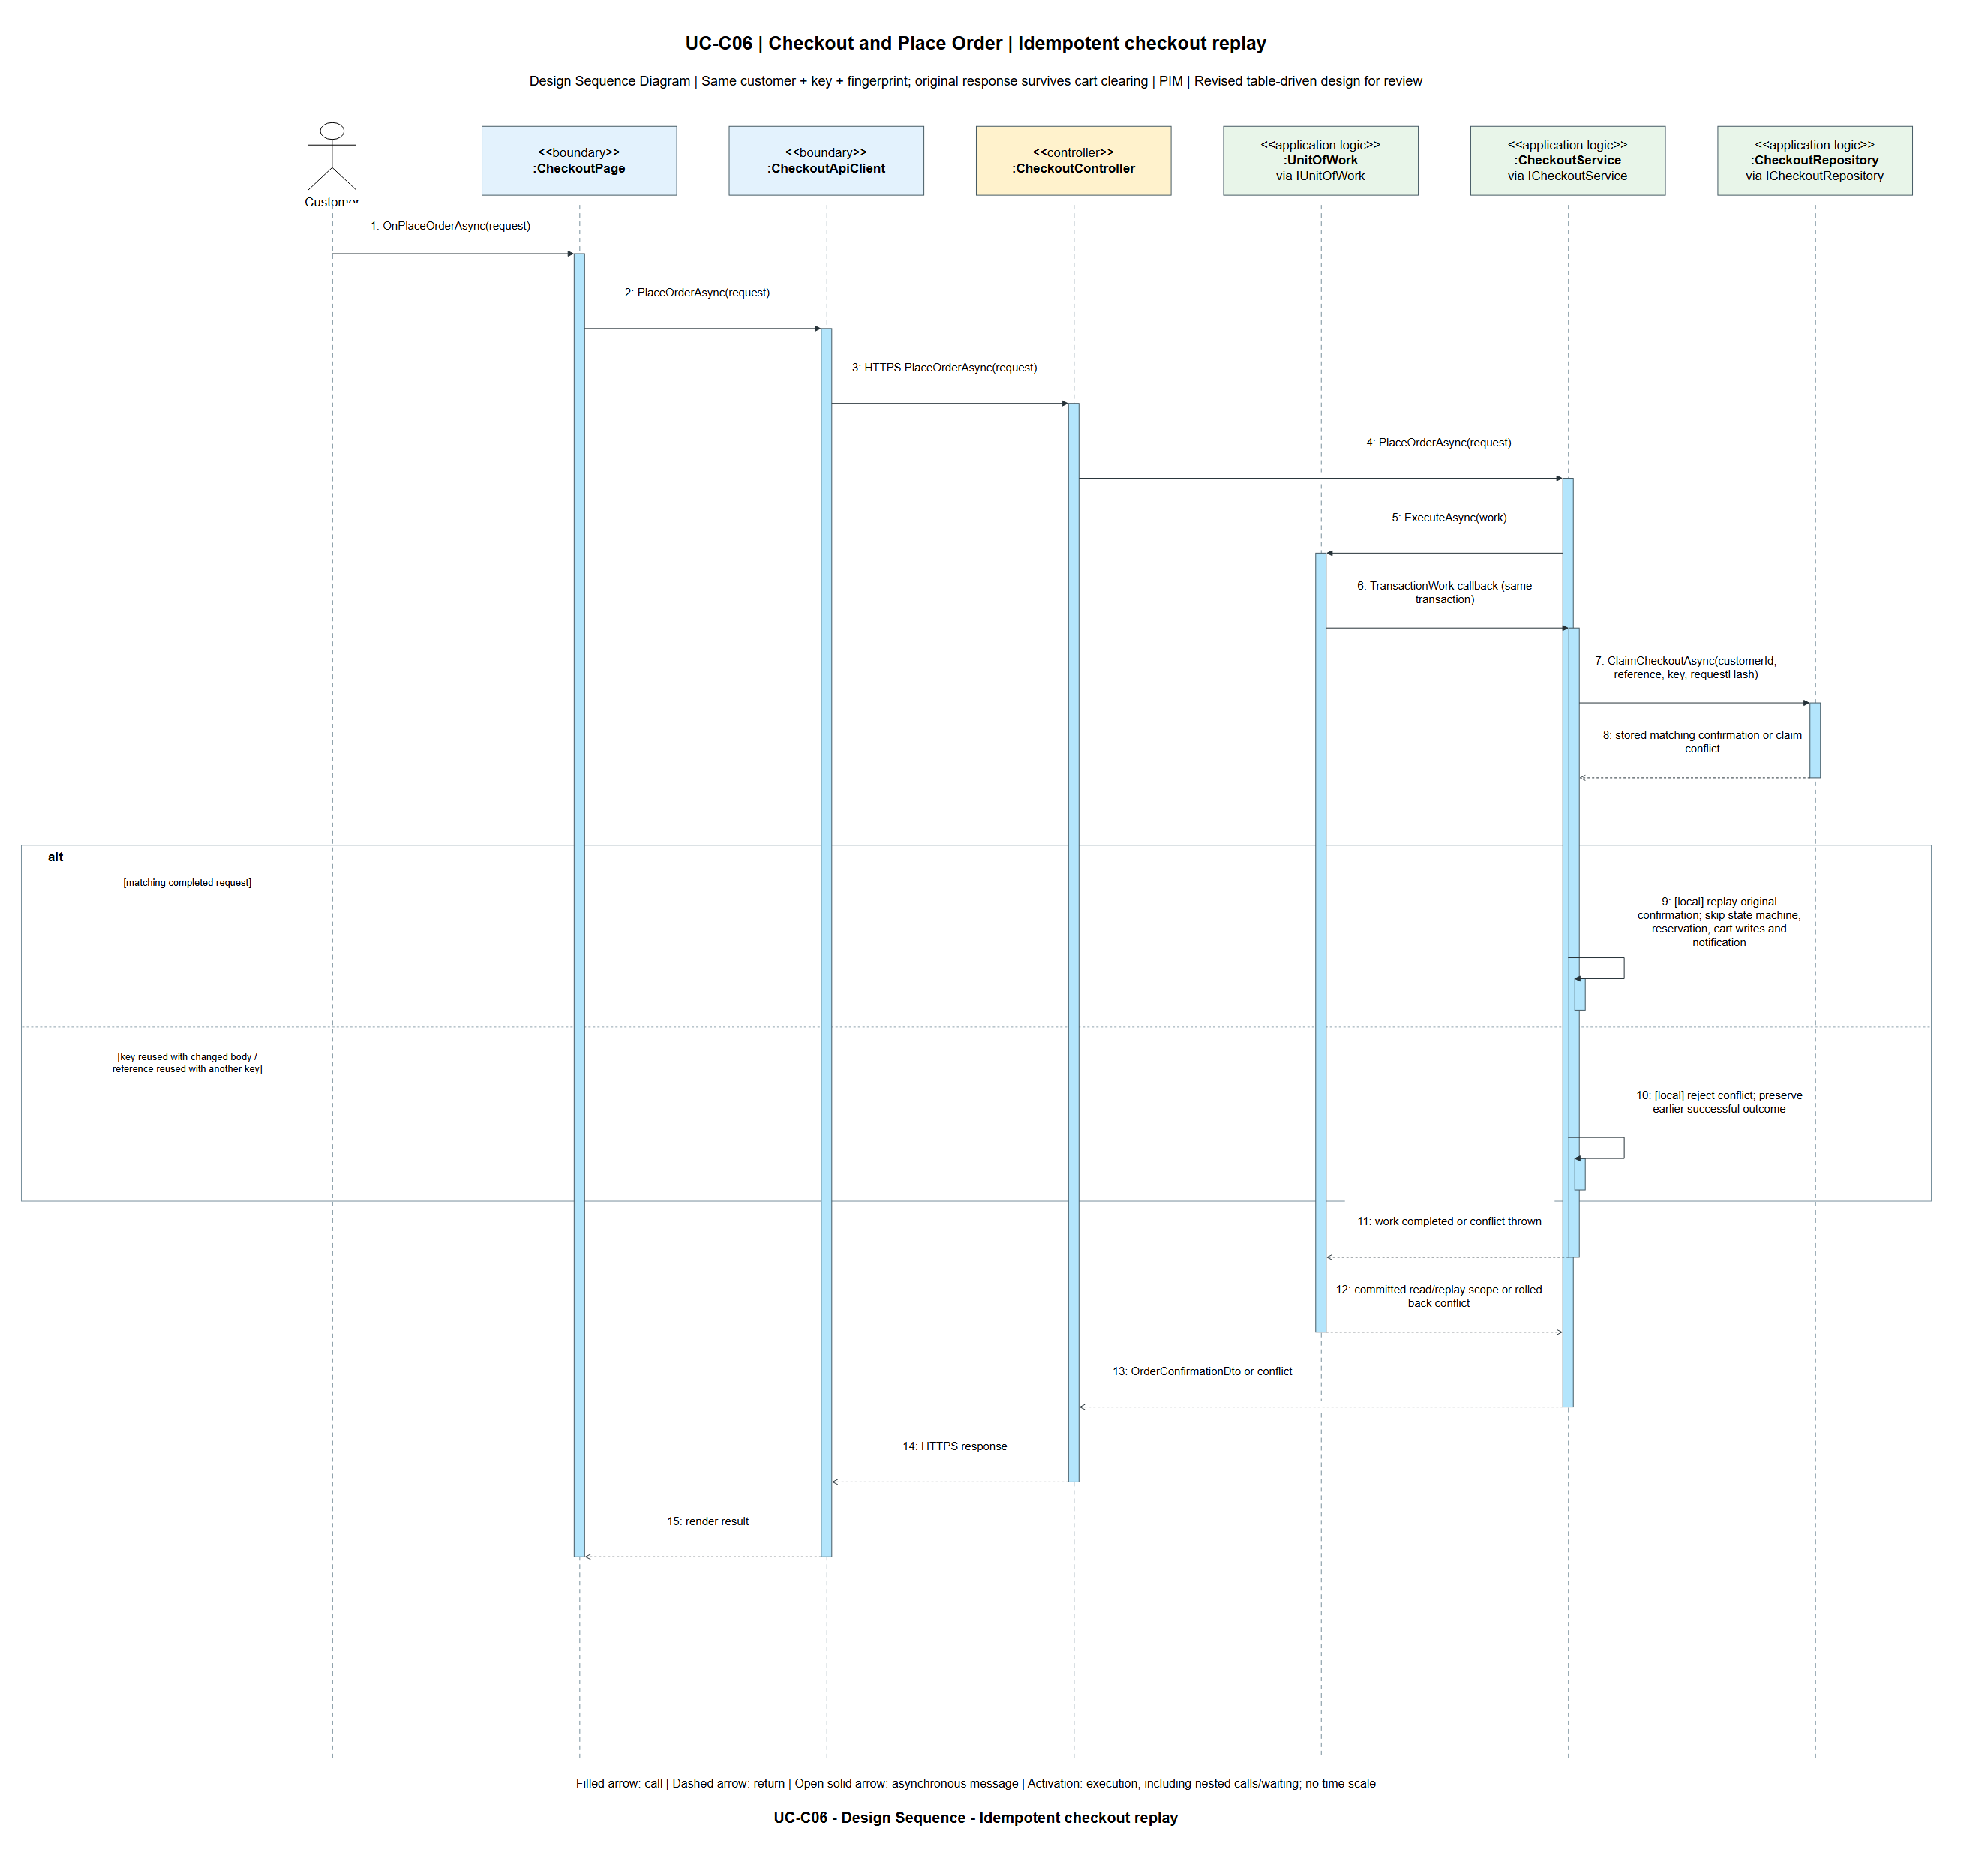 UC-C06 | Checkout and Place Order | Idempotent checkout replay
Design Sequence Diagram | Same customer + key + fingerprint; original response survives cart clearing | PIM | Revised table-driven design for review
Customer
<<boundary>>
:CheckoutPage
<<boundary>>
:CheckoutApiClient
<<controller>>
:CheckoutController
<<application logic>>
:UnitOfWork
via IUnitOfWork
<<application logic>>
:CheckoutService
via ICheckoutService
<<application logic>>
:CheckoutRepository
via ICheckoutRepository
1: OnPlaceOrderAsync(request)
2: PlaceOrderAsync(request)
3: HTTPS PlaceOrderAsync(request)
4: PlaceOrderAsync(request)
5: ExecuteAsync(work)
6: TransactionWork callback (same
transaction)
7: ClaimCheckoutAsync(customerId,
reference, key, requestHash)
8: stored matching confirmation or claim
conflict
alt
[matching completed request]
9: [local] replay original
confirmation; skip state machine,
reservation, cart writes and
notification
[key reused with changed body /
reference reused with another key]
10: [local] reject conflict; preserve
earlier successful outcome
11: work completed or conflict thrown
12: committed read/replay scope or rolled
back conflict
13: OrderConfirmationDto or conflict
14: HTTPS response
15: render result
Filled arrow: call | Dashed arrow: return | Open solid arrow: asynchronous message | Activation: execution, including nested calls/waiting; no time scale
UC-C06 - Design Sequence - Idempotent checkout replay